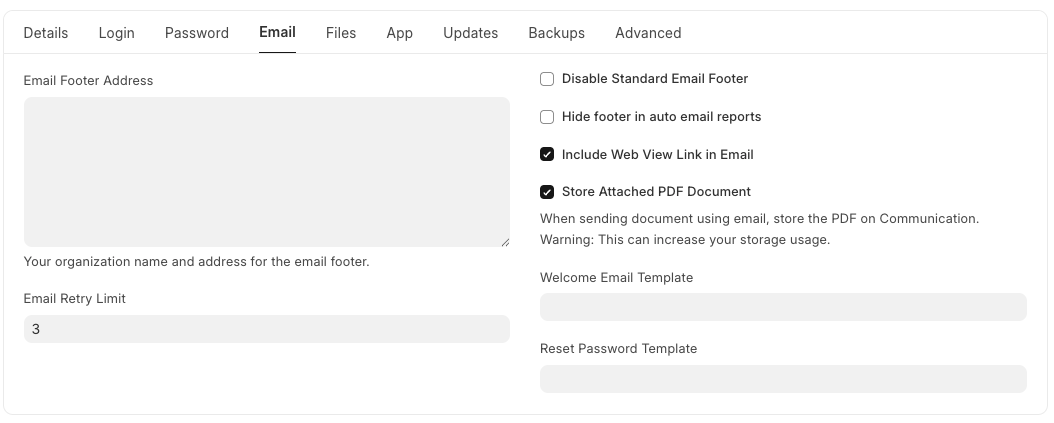 Details Login Password Email Files App Updates Backups Advanced
Email Footer Address
Your organization name and address for the email footer.
Email Retry Limit
3
Disable Standard Email Footer
Hide footer in auto email reports
Include Web View Link in Email
Store Attached PDF Document
When sending document using email, store the PDF on Communication.
Warning: This can increase your storage usage.
Welcome Email Template
Reset Password Template